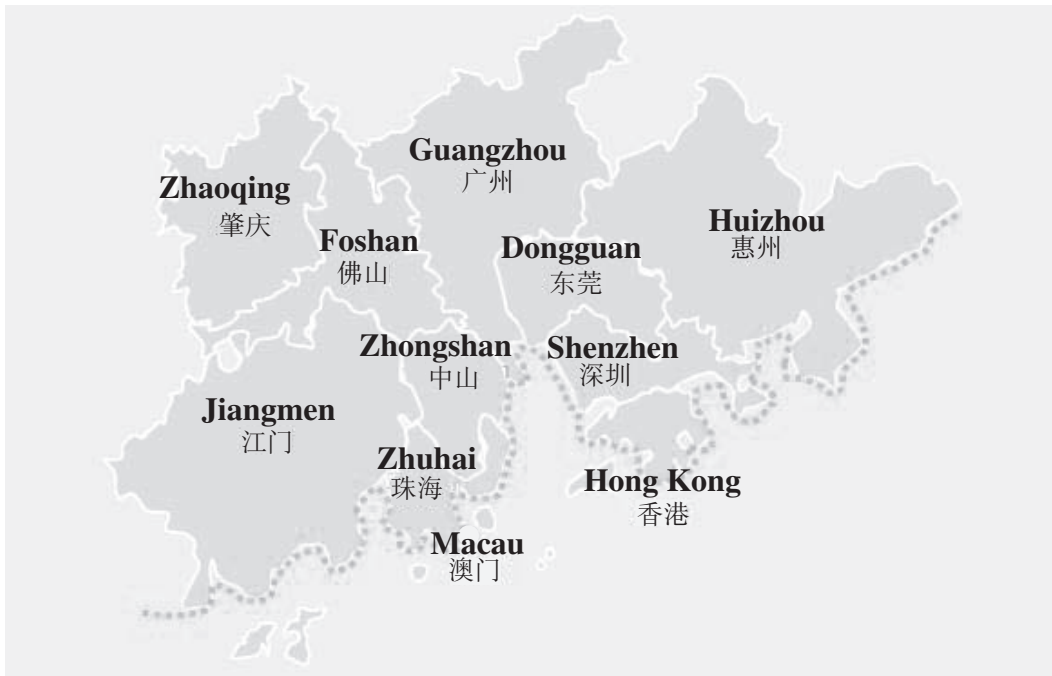 Guangzhou
广州
Zhaoqing
肇庆
Foshan
佛山
Dongguan
东莞
Huizhou
惠州
Zhongshan
中山
Shenzhen
深圳
Jiangmen
江门
Zhuhai
珠海
Hong Kong
香港
Macau
澳门